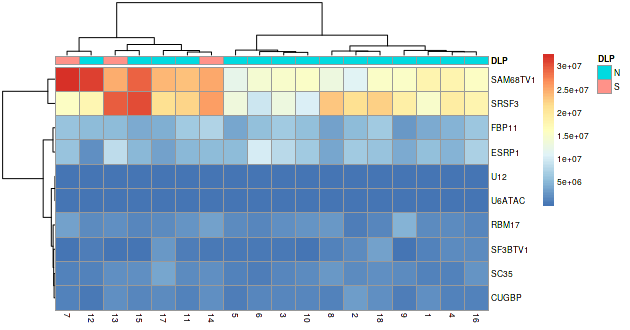 DLP
SAM68TV1
SRSF3
FBP11
ESRP1
U12
U6ATAC
RBM17
SF3BTV1
SC35
CUGBP
7 12 13 15 17 11 14 5 6 3 10 8 2 18 9 1 4 16
3e+07
2.5e+07
2e+07
1.5e+07
1e+07
5e+06
DLP
N
S